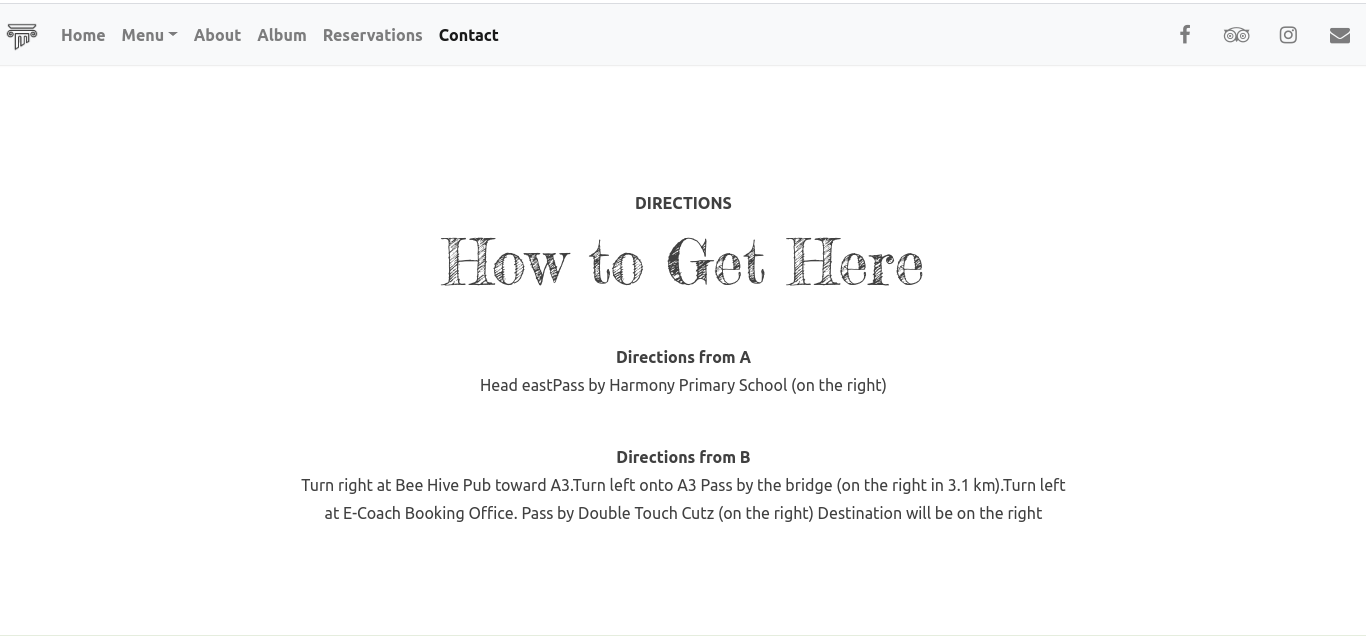 Home Menu About Album Reservations Contact
DIRECTIONS
How to Get Here
Directions from A
Head eastPass by Harmony Primary School (on the right)
Directions from B
Turn right at Bee Hive Pub toward A3.Turn left onto A3 Pass by the bridge (on the right in 3.1 km).Turn left
at E-Coach Booking Office. Pass by Double Touch Cutz (on the right) Destination will be on the right